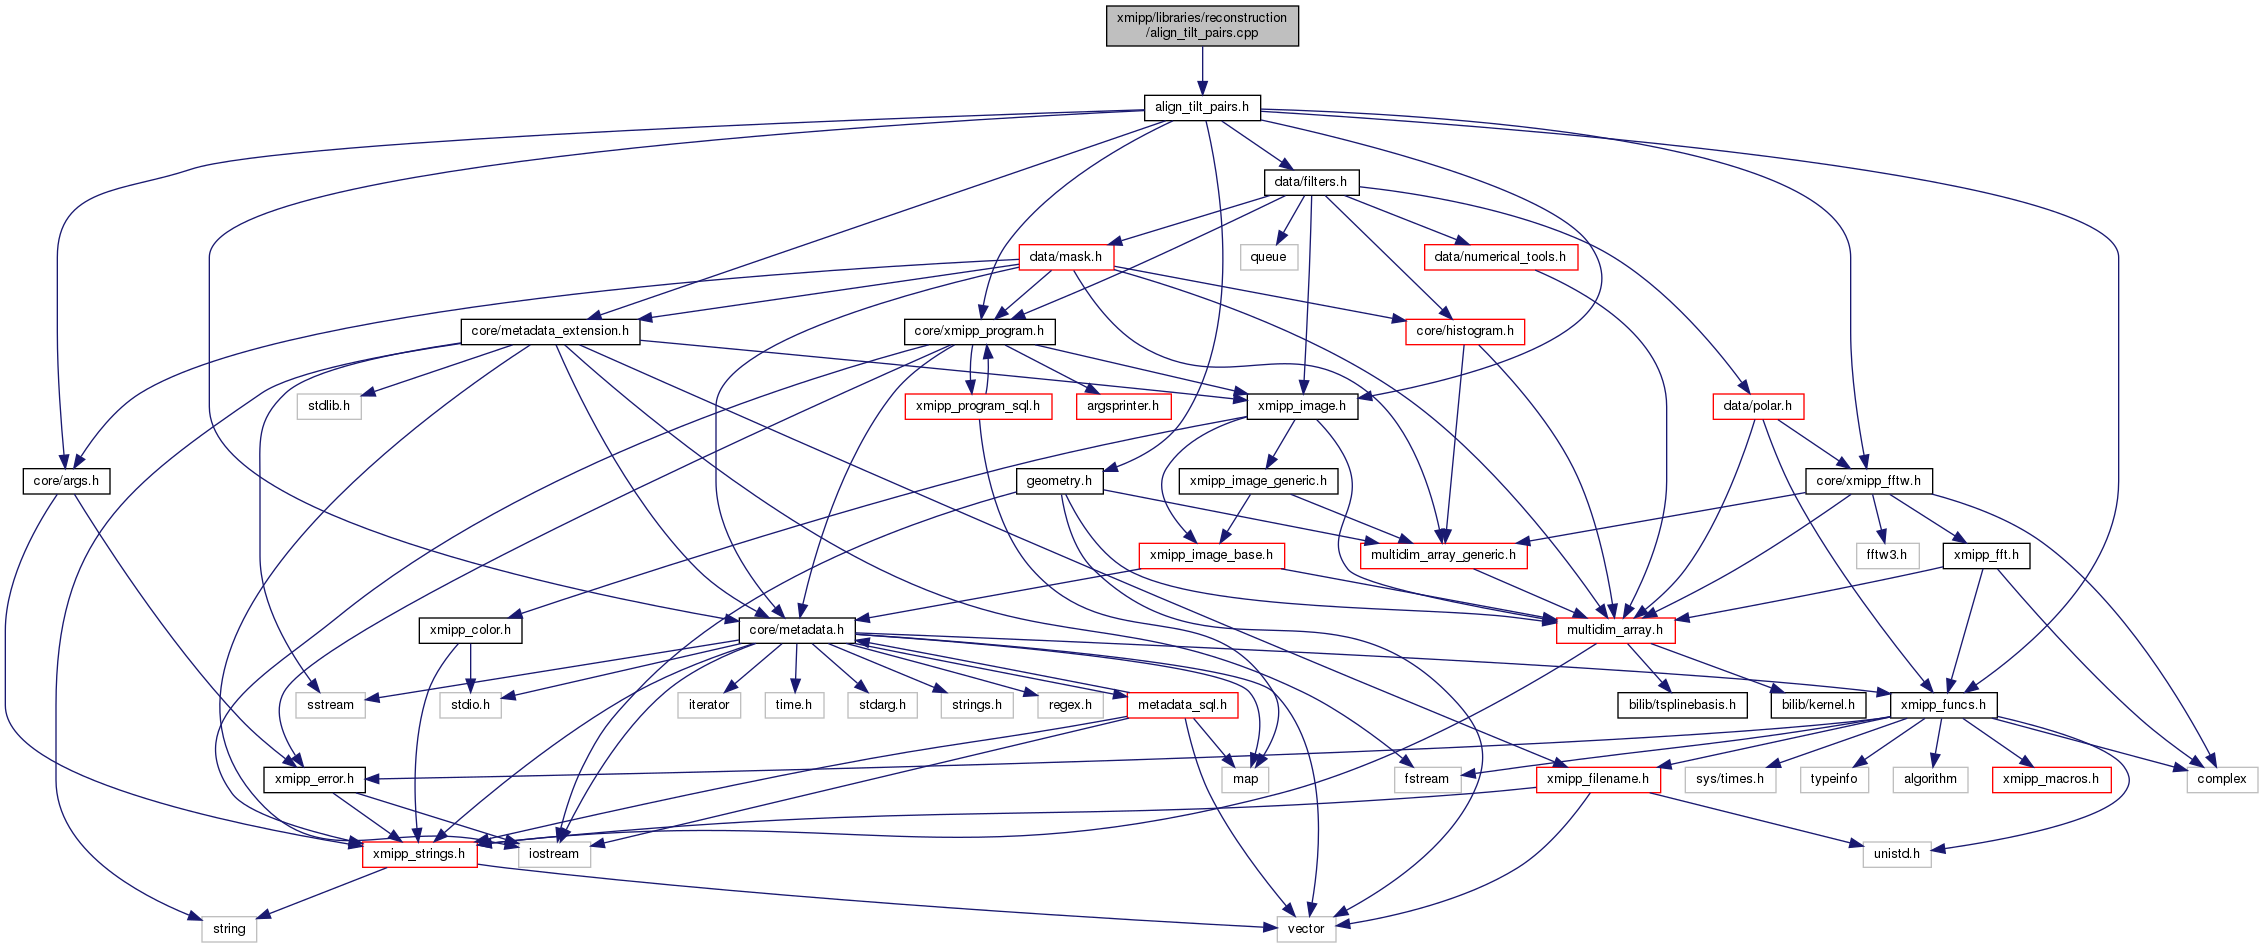 xmipp/libraries/reconstruction
/align_tilt_pairs.cpp
align_tilt_pairs.h
data/filters.h
data/mask.h
queue
data/numerical_tools.h
core/metadata_extension.h
core/xmipp_program.h
core/histogram.h
stdlib.h
xmipp_program_sql.h
argsprinter.h
xmipp_image.h
data/polar.h
core/args.h
geometry.h
xmipp_image_generic.h
core/xmipp_fftw.h
xmipp_image_base.h
multidim_array_generic.h
fftw3.h
xmipp_fft.h
xmipp_color.h
core/metadata.h
multidim_array.h
sstream
stdio.h
iterator
time.h
stdarg.h
strings.h
regex.h
metadata_sql.h
bilib/tsplinebasis.h
bilib/kernel.h
xmipp_funcs.h
xmipp_error.h
map
fstream
xmipp_filename.h
sys/times.h
typeinfo
algorithm
xmipp_macros.h
complex
xmipp_strings.h
iostream
unistd.h
string
vector